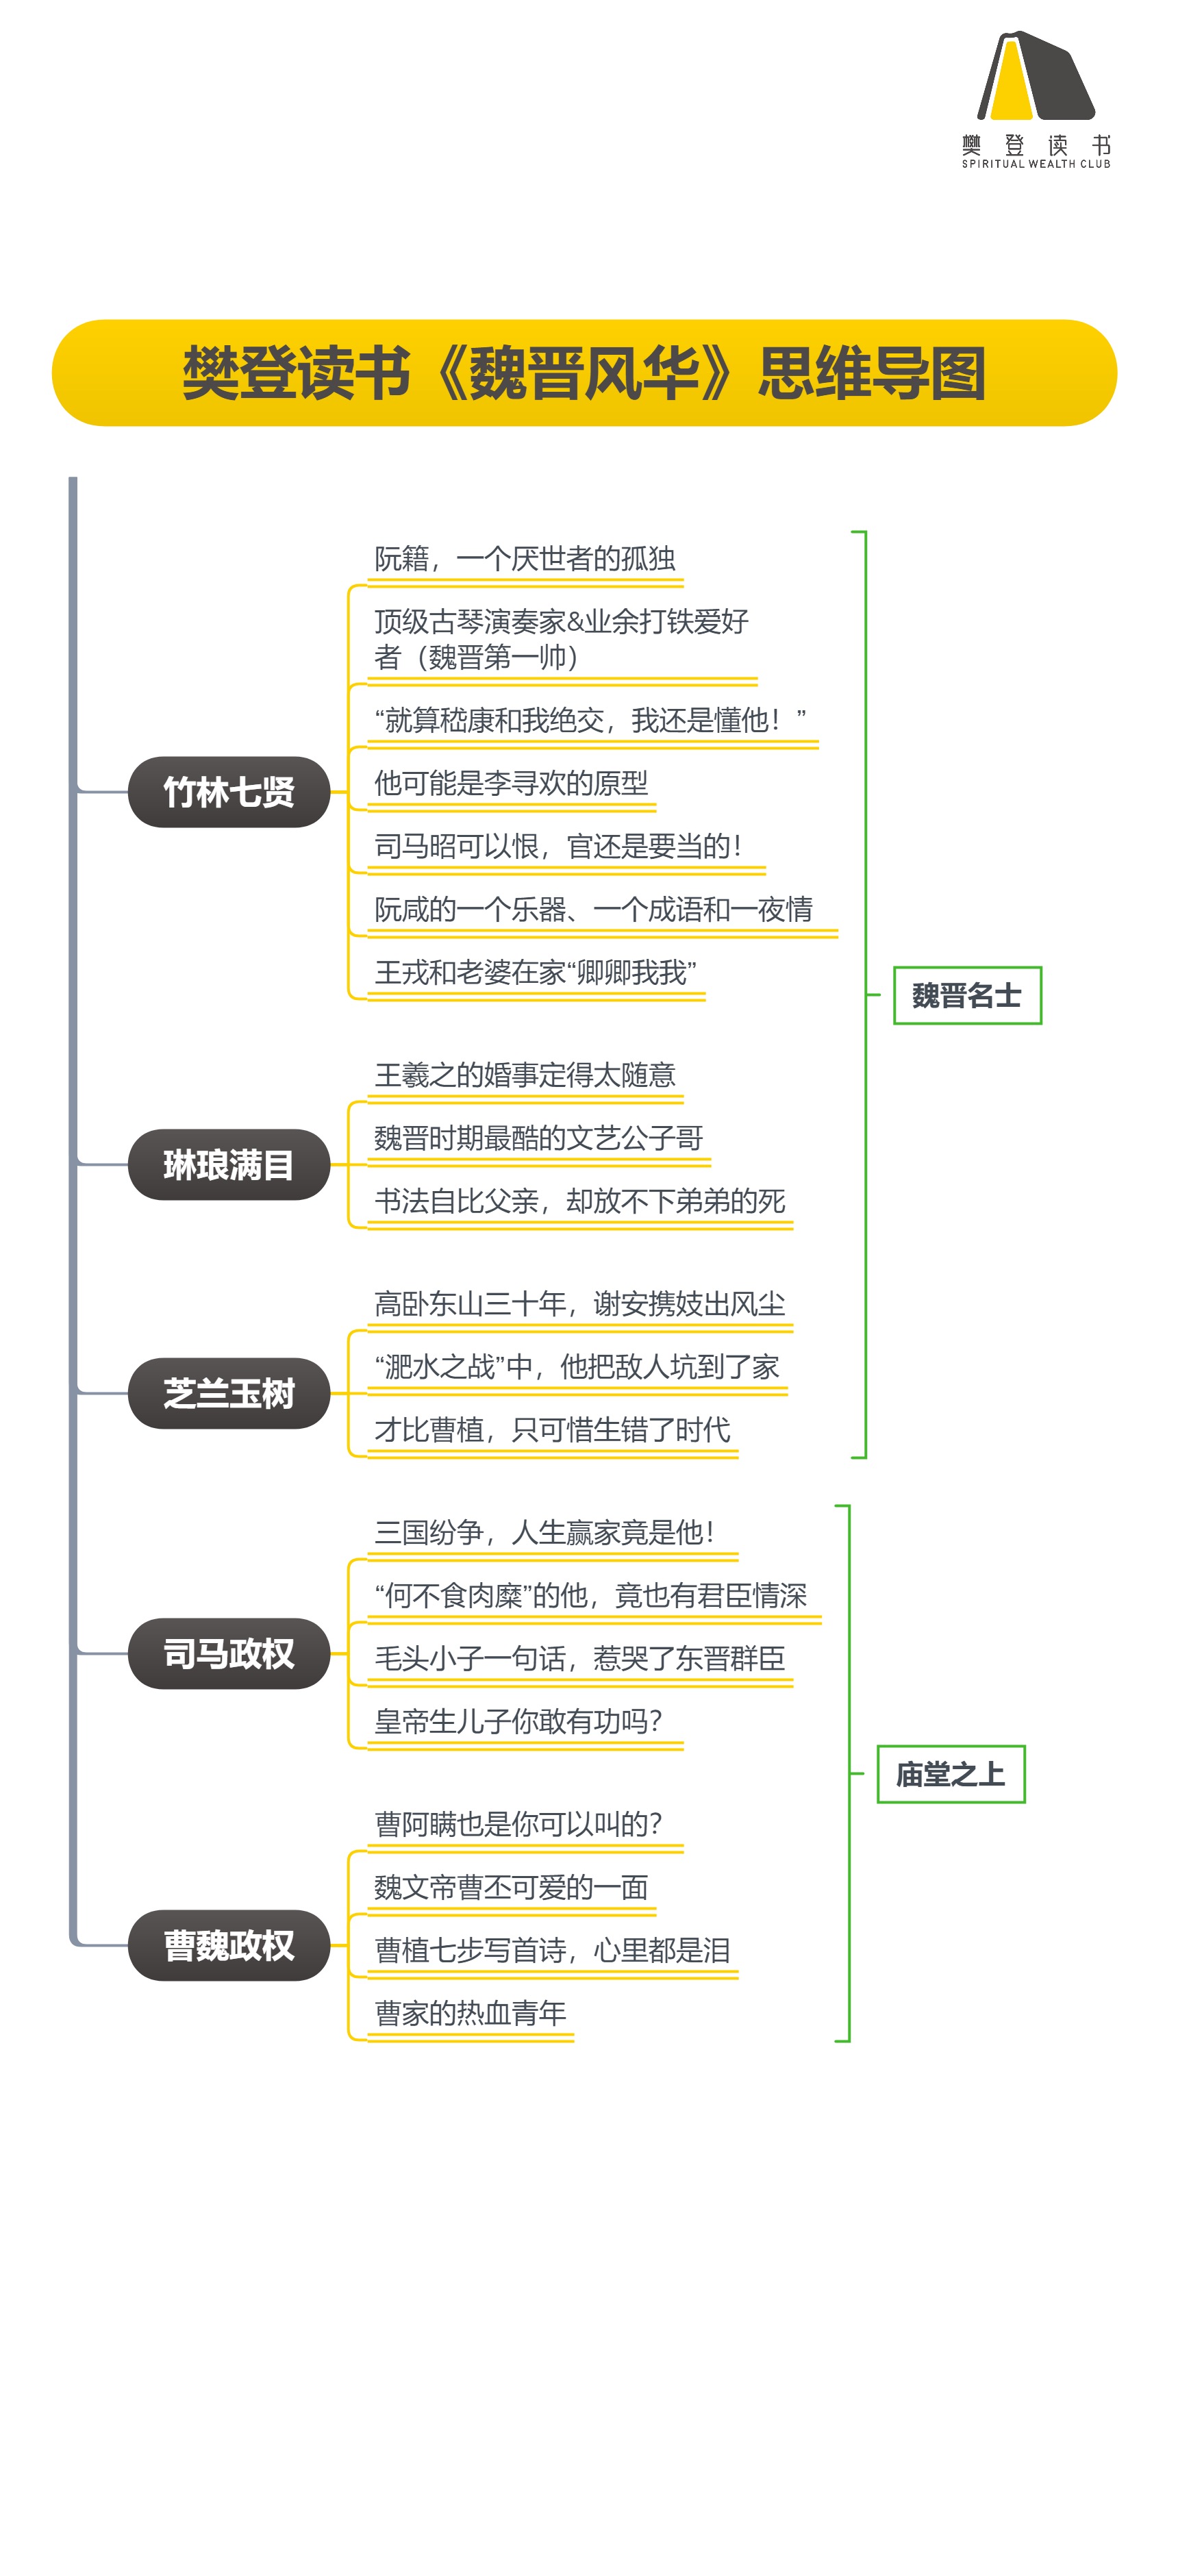 樊登读书
SPIRITUAL WEALTH CLUB
樊登读书《魏晋风华》思维导图
竹林七贤
阮籍，一个厌世者的孤独
顶级古琴演奏家&业余打铁爱好
者（魏晋第一帅）
“就算嵇康和我绝交，我还是懂他！”
他可能是李寻欢的原型
司马昭可以恨，官还是要当的！
阮咸的一个乐器、一个成语和一夜情
王戎和老婆在家“卿卿我我”
琳琅满目
王羲之的婚事定得太随意
魏晋时期最酷的文艺公子哥
书法自比父亲，却放不下弟弟的死
芝兰玉树
高卧东山三十年，谢安携妓出风尘
“淝水之战”中，他把敌人坑到了家
才比曹植，只可惜生错了时代
魏晋名士
司马政权
三国纷争，人生赢家竟是他！
“何不食肉糜”的他，竟也有君臣情深
毛头小子一句话，惹哭了东晋群臣
皇帝生儿子你敢有功吗？
曹魏政权
曹阿瞒也是你可以叫的？
魏文帝曹丕可爱的一面
曹植七步写首诗，心里都是泪
曹家的热血青年
庙堂之上